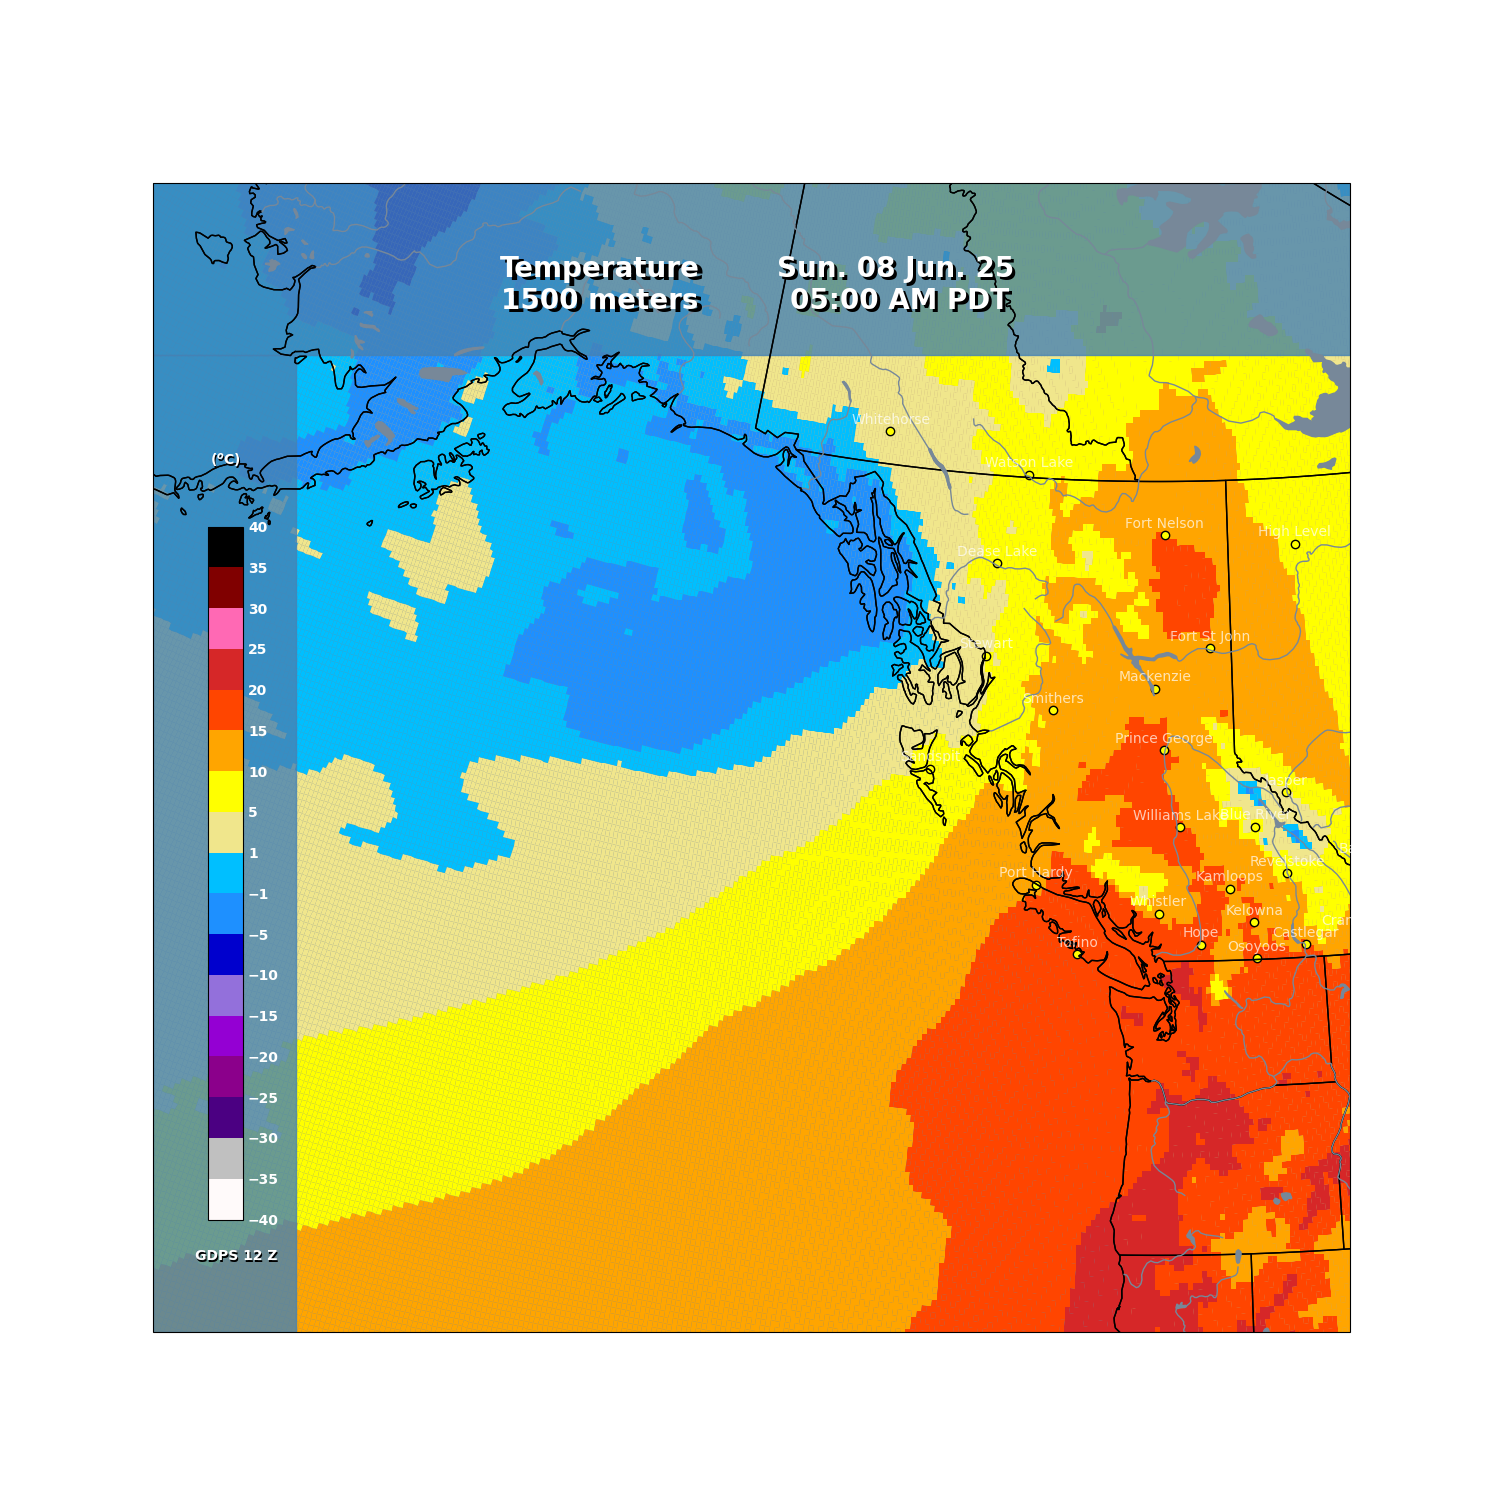 Temperature
1500 meters
Sun. 08 Jun. 25
05:00 AM PDT
Whitehorse
Watson Lake
(°C)
Fort Nelson
High Level
40
Dease Lake
35
30
Fort St John
Stewart
25
Mackenzie
20
Smithers
15
Prince George
10
Jasper
5
Williams Lake
1
Port Hardy
Revelstoke
Kamloops
−1
Whistler
Kelowna
−5
Hope
Castlegar
Tofino
Osoyoos
−10
−15
−20
−25
−30
−35
−40
GDPS 12 Z